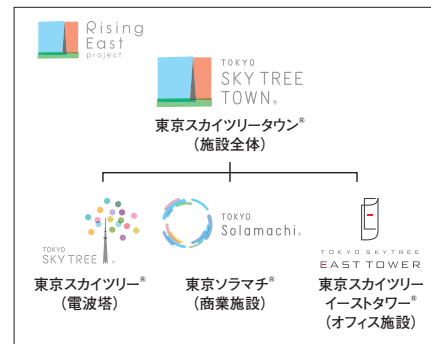 Rising
East
project
TOKYO
SKY TREE
TOWN®
東京スカイツリータウン®
(施設全体)
TOKYO
SKY TREE®
東京スカイツリー®
(電波塔)
TOKYO
Solamachi®
東京ソラマチ®
(商業施設)
TOKYO SKYTREE
EAST TOWER
東京スカイツリー
イーストタワー®
(オフィス施設)